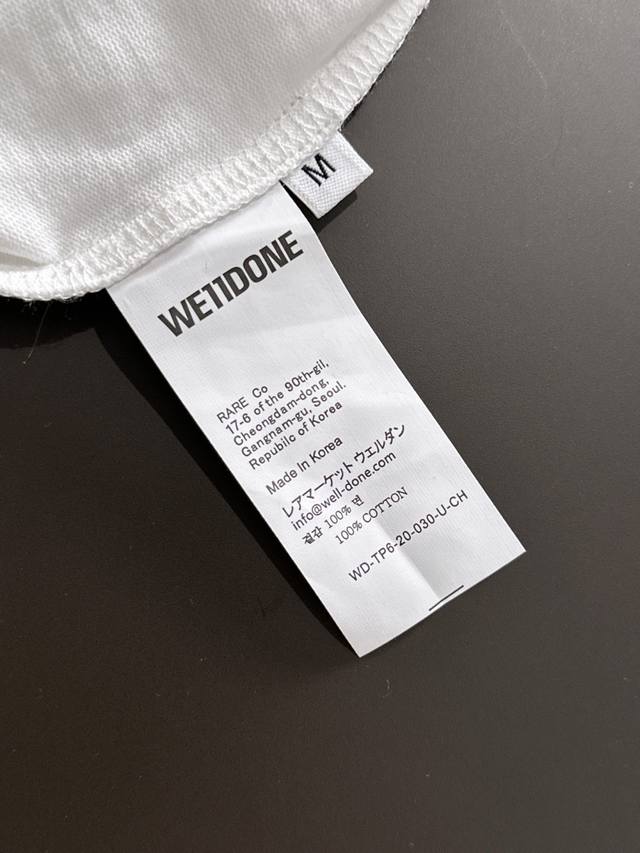 M
WE11DONE
RARE Co
17-6 of the 90th-gil,
Cheongdam-dong,
Gangnam-gu, Seoul.
Republic of Korea
Made In Korea
レアマーケット ウェルダン
info@well-done.com
겉감 100% 면
100% COTTON
WD-TP6-20-030-U-CH